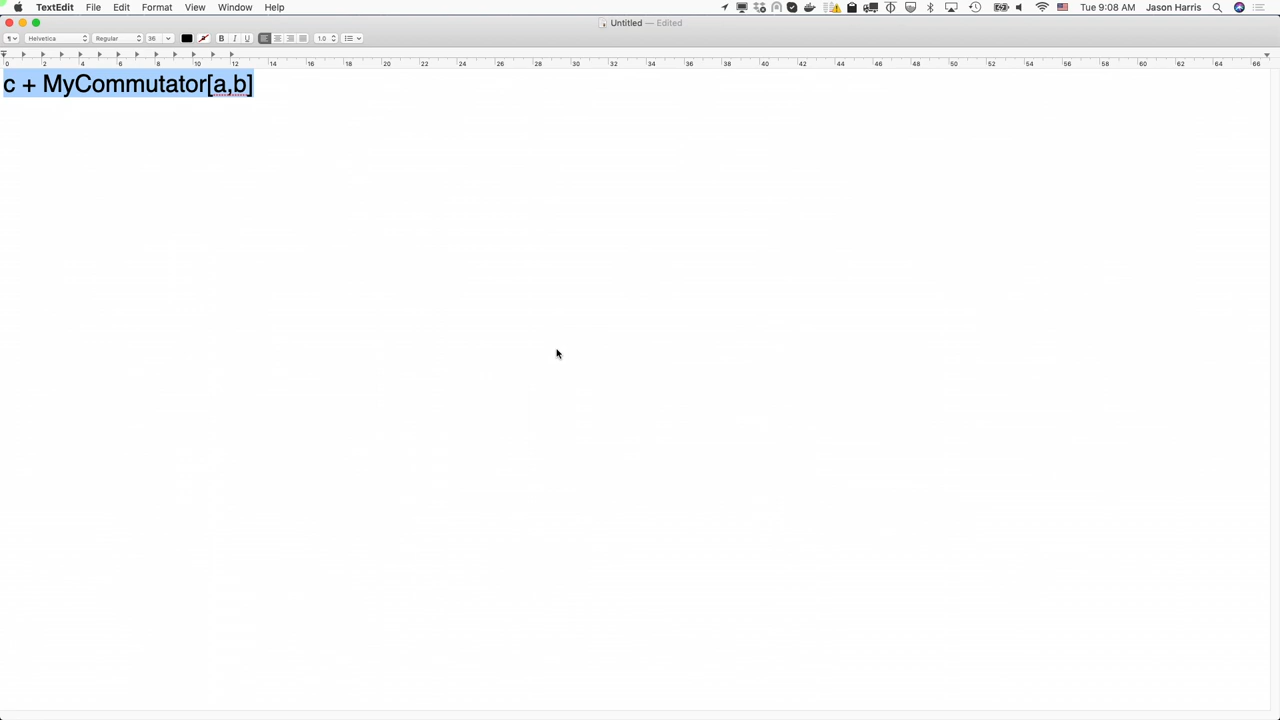 TextEdit File Edit Format View Window Help Tue 9:08 AM Jason Harris
Untitled — Edited
¶ Helvetica Regular 36 B I U 1.0
0 2 4 6 8 10 12 14 16 18 20 22 24 26 28 30 32 34 36 38 40 42 44 46 48 50 52 54 56 58 60 62 64 66
c + MyCommutator[a,b]